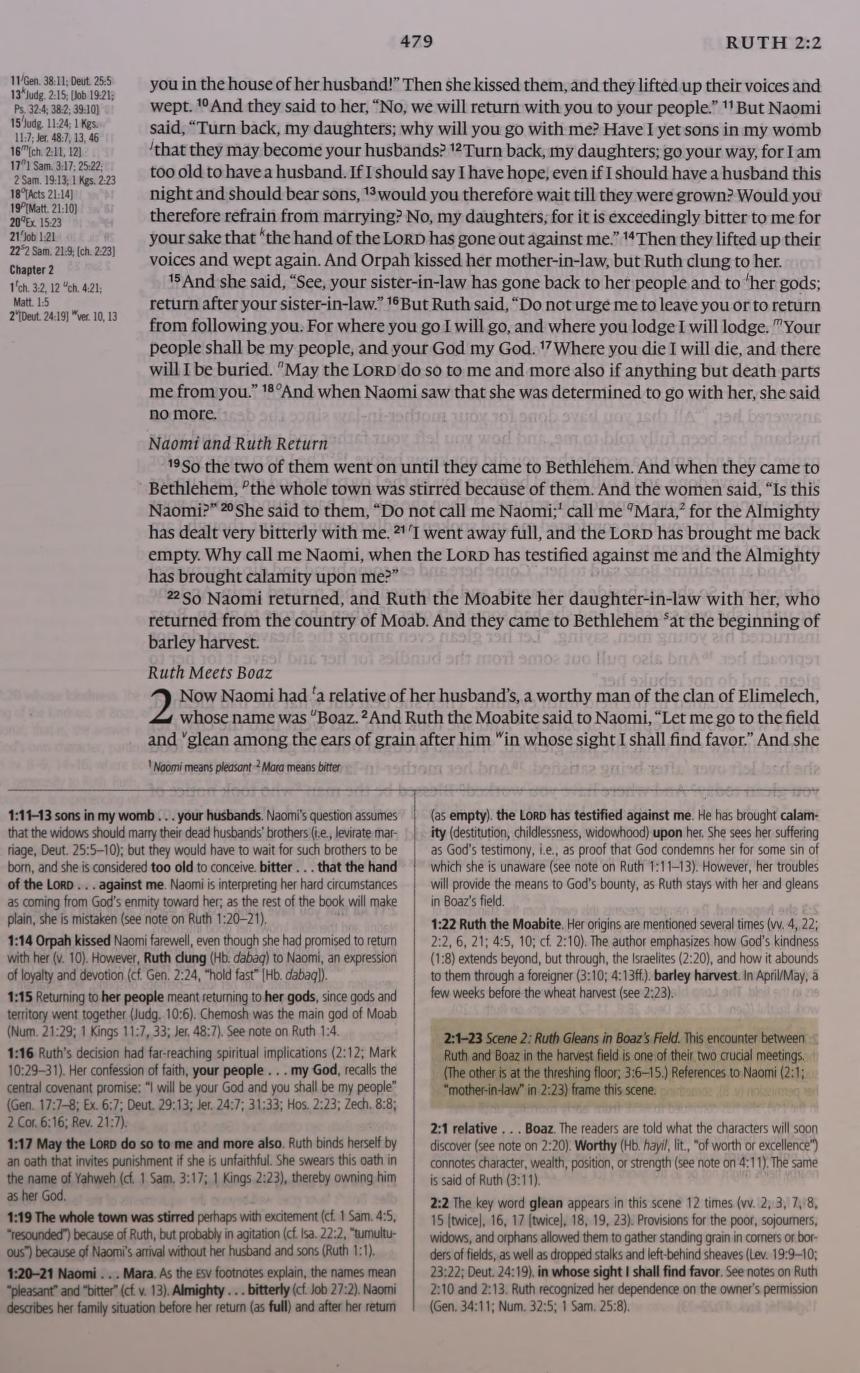 479
RUTH 2:2
11 ʲGen. 38:11; Deut. 25:5
13 ᵏJudg. 2:15; [Job 19:21;
Ps. 32:4; 38:2; 39:10]
15 ˡJudg. 11:24; 1 Kgs.
11:7; Jer. 48:7, 13, 46
16 ᵐ[ch. 2:11, 12]
17 ⁿ1 Sam. 3:17; 25:22;
2 Sam. 19:13; 1 Kgs. 2:23
18 ᵒ[Acts 21:14]
19 ᵖ[Matt. 21:10]
20 ᑫEx. 15:23
21 ʳJob 1:21
22 ˢ2 Sam. 21:9; [ch. 2:23]
Chapter 2
1 ᵗch. 3:2, 12 ᵘch. 4:21;
Matt. 1:5
2 ᵛ[Deut. 24:19] ʷver. 10, 13
you in the house of her husband!” Then she kissed them, and they lifted up their voices and
wept. ¹⁰And they said to her, “No, we will return with you to your people.” ¹¹But Naomi
said, “Turn back, my daughters; why will you go with me? Have I yet sons in my womb
ʲthat they may become your husbands? ¹²Turn back, my daughters; go your way, for I am
too old to have a husband. If I should say I have hope, even if I should have a husband this
night and should bear sons, ¹³would you therefore wait till they were grown? Would you
therefore refrain from marrying? No, my daughters, for it is exceedingly bitter to me for
your sake that ᵏthe hand of the LORD has gone out against me.” ¹⁴Then they lifted up their
voices and wept again. And Orpah kissed her mother-in-law, but Ruth clung to her.
¹⁵And she said, “See, your sister-in-law has gone back to her people and to ˡher gods;
return after your sister-in-law.” ¹⁶But Ruth said, “Do not urge me to leave you or to return
from following you. For where you go I will go, and where you lodge I will lodge. ᵐYour
people shall be my people, and your God my God. ¹⁷Where you die I will die, and there
will I be buried. ⁿMay the LORD do so to me and more also if anything but death parts
me from you.” ¹⁸ᵒAnd when Naomi saw that she was determined to go with her, she said
no more.
Naomi and Ruth Return
¹⁹So the two of them went on until they came to Bethlehem. And when they came to
Bethlehem, ᵖthe whole town was stirred because of them. And the women said, “Is this
Naomi?” ²⁰She said to them, “Do not call me Naomi;¹ call me ᑫMara,² for the Almighty
has dealt very bitterly with me. ²¹ʳI went away full, and the LORD has brought me back
empty. Why call me Naomi, when the LORD has testified against me and the Almighty
has brought calamity upon me?”
²²So Naomi returned, and Ruth the Moabite her daughter-in-law with her, who
returned from the country of Moab. And they came to Bethlehem ˢat the beginning of
barley harvest.
Ruth Meets Boaz
2 Now Naomi had ᵗa relative of her husband’s, a worthy man of the clan of Elimelech,
whose name was ᵘBoaz. ²And Ruth the Moabite said to Naomi, “Let me go to the field
and ᵛglean among the ears of grain after him ʷin whose sight I shall find favor.” And she
¹ Naomi means pleasant ² Mara means bitter
1:11–13 sons in my womb . . . your husbands. Naomi’s question assumes
that the widows should marry their dead husbands’ brothers (i.e., levirate mar-
riage, Deut. 25:5–10); but they would have to wait for such brothers to be
born, and she is considered too old to conceive. bitter . . . that the hand
of the LORD . . . against me. Naomi is interpreting her hard circumstances
as coming from God’s enmity toward her; as the rest of the book will make
plain, she is mistaken (see note on Ruth 1:20–21).
1:14 Orpah kissed Naomi farewell, even though she had promised to return
with her (v. 10). However, Ruth clung (Hb. dabaq) to Naomi, an expression
of loyalty and devotion (cf. Gen. 2:24, “hold fast” [Hb. dabaq]).
1:15 Returning to her people meant returning to her gods, since gods and
territory went together (Judg. 10:6). Chemosh was the main god of Moab
(Num. 21:29; 1 Kings 11:7, 33; Jer. 48:7). See note on Ruth 1:4.
1:16 Ruth’s decision had far-reaching spiritual implications (2:12; Mark
10:29–31). Her confession of faith, your people . . . my God, recalls the
central covenant promise: “I will be your God and you shall be my people”
(Gen. 17:7–8; Ex. 6:7; Deut. 29:13; Jer. 24:7; 31:33; Hos. 2:23; Zech. 8:8;
2 Cor. 6:16; Rev. 21:7).
1:17 May the LORD do so to me and more also. Ruth binds herself by
an oath that invites punishment if she is unfaithful. She swears this oath in
the name of Yahweh (cf. 1 Sam. 3:17; 1 Kings 2:23), thereby owning him
as her God.
1:19 The whole town was stirred perhaps with excitement (cf. 1 Sam. 4:5,
“resounded”) because of Ruth, but probably in agitation (cf. Isa. 22:2, “tumultu-
ous”) because of Naomi’s arrival without her husband and sons (Ruth 1:1).
1:20–21 Naomi . . . Mara. As the ESV footnotes explain, the names mean
“pleasant” and “bitter” (cf. v. 13). Almighty . . . bitterly (cf. Job 27:2). Naomi
describes her family situation before her return (as full) and after her return
(as empty). the LORD has testified against me. He has brought calam-
ity (destitution, childlessness, widowhood) upon her. She sees her suffering
as God’s testimony, i.e., as proof that God condemns her for some sin of
which she is unaware (see note on Ruth 1:11–13). However, her troubles
will provide the means to God’s bounty, as Ruth stays with her and gleans
in Boaz’s field.
1:22 Ruth the Moabite. Her origins are mentioned several times (vv. 4, 22;
2:2, 6, 21; 4:5, 10; cf. 2:10). The author emphasizes how God’s kindness
(1:8) extends beyond, but through, the Israelites (2:20), and how it abounds
to them through a foreigner (3:10; 4:13ff.). barley harvest. In April/May, a
few weeks before the wheat harvest (see 2:23).
2:1–23 Scene 2: Ruth Gleans in Boaz’s Field. This encounter between
Ruth and Boaz in the harvest field is one of their two crucial meetings.
(The other is at the threshing floor; 3:6–15.) References to Naomi (2:1;
“mother-in-law” in 2:23) frame this scene.
2:1 relative . . . Boaz. The readers are told what the characters will soon
discover (see note on 2:20). Worthy (Hb. hayil, lit., “of worth or excellence”)
connotes character, wealth, position, or strength (see note on 4:11). The same
is said of Ruth (3:11).
2:2 The key word glean appears in this scene 12 times (vv. 2, 3, 7, 8,
15 [twice], 16, 17 [twice], 18, 19, 23). Provisions for the poor, sojourners,
widows, and orphans allowed them to gather standing grain in corners or bor-
ders of fields, as well as dropped stalks and left-behind sheaves (Lev. 19:9–10;
23:22; Deut. 24:19). in whose sight I shall find favor. See notes on Ruth
2:10 and 2:13. Ruth recognized her dependence on the owner’s permission
(Gen. 34:11; Num. 32:5; 1 Sam. 25:8).